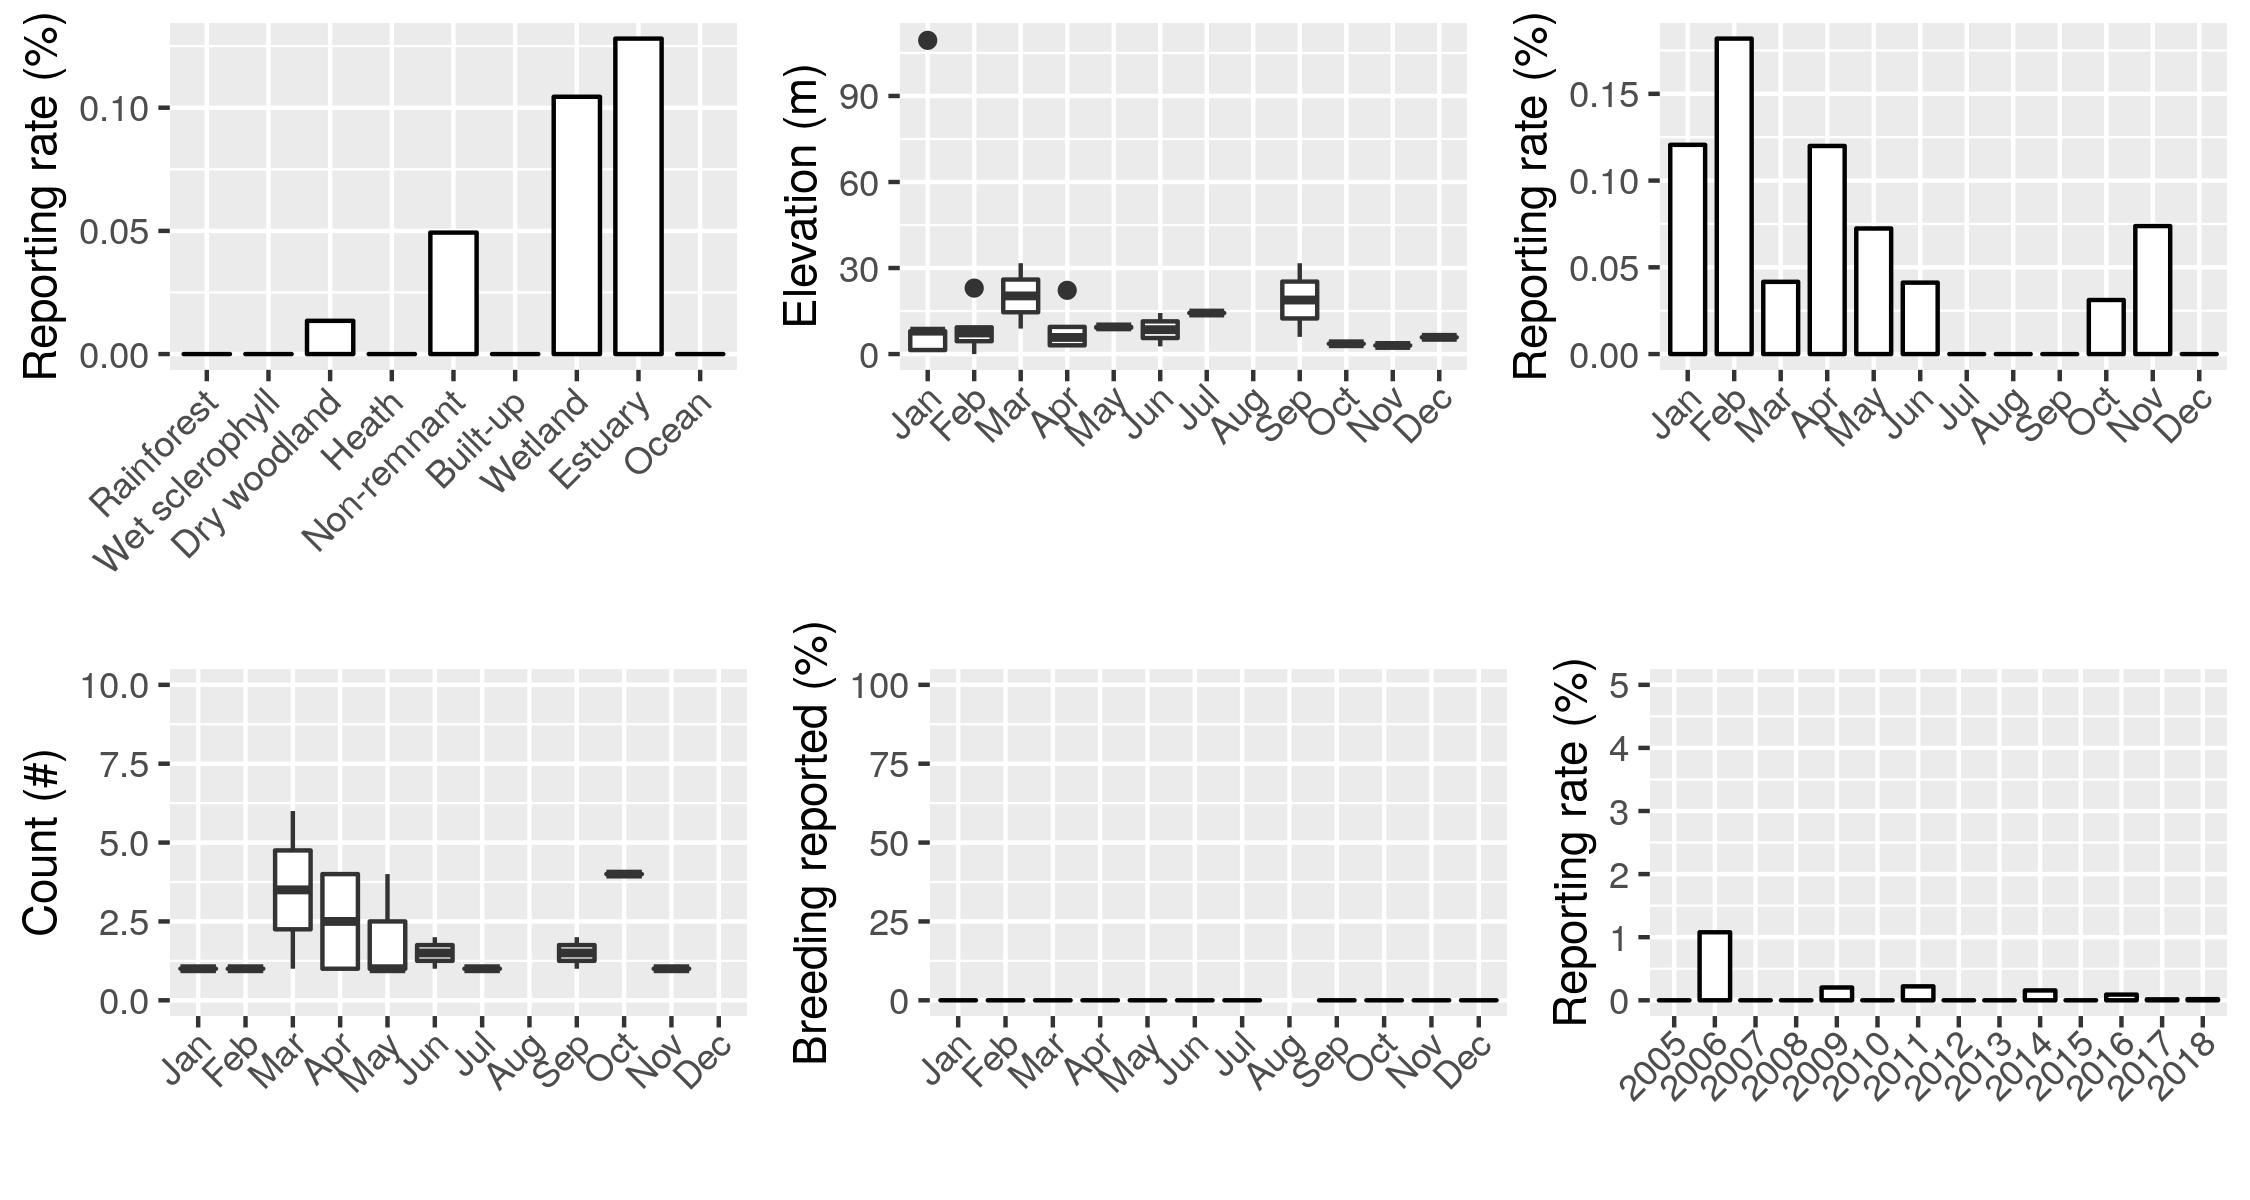 Reporting rate (%)
0.10
0.05
0.00
Rainforest
Wet sclerophyll
Dry woodland
Heath
Non-remnant
Built-up
Wetland
Estuary
Ocean
Elevation (m)
90
60
30
0
Jan
Feb
Mar
Apr
May
Jun
Jul
Aug
Sep
Oct
Nov
Dec
Reporting rate (%)
0.15
0.10
0.05
0.00
Jan
Feb
Mar
Apr
May
Jun
Jul
Aug
Sep
Oct
Nov
Dec
Count (#)
10.0
7.5
5.0
2.5
0.0
Jan
Feb
Mar
Apr
May
Jun
Jul
Aug
Sep
Oct
Nov
Dec
Breeding reported (%)
100
75
50
25
0
Jan
Feb
Mar
Apr
May
Jun
Jul
Aug
Sep
Oct
Nov
Dec
Reporting rate (%)
5
4
3
2
1
0
2005
2006
2007
2008
2009
2010
2011
2012
2013
2014
2015
2016
2017
2018